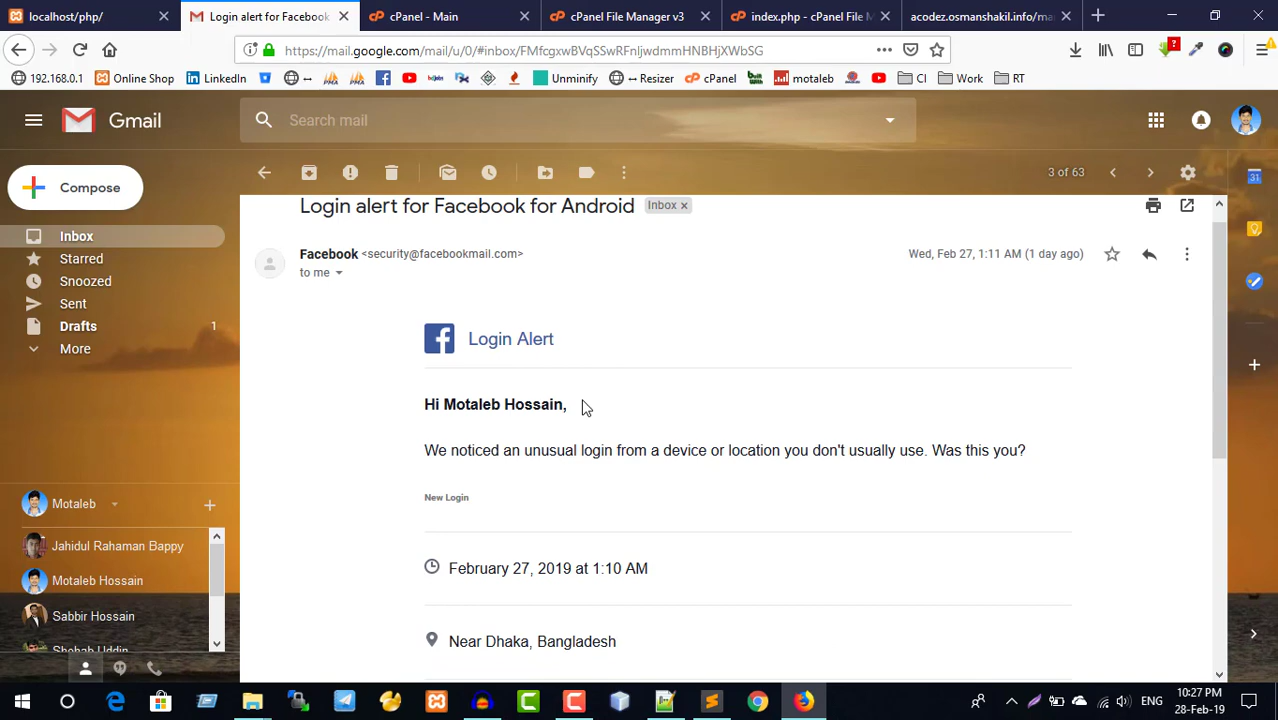 localhost/php/
Login alert for Facebook
cPanel - Main
cPanel File Manager v3
index.php - cPanel File M
acodez.osmanshakil.info/ma
https://mail.google.com/mail/u/0/#inbox/FMfcgxwBVqSSwRFnljwdmmHNBHjXWbSG
192.168.0.1
Online Shop
LinkedIn
Unminify
Resizer
cPanel
motaleb
CI
Work
RT
Gmail
Search mail
Compose
3 of 63
Inbox
Starred
Snoozed
Sent
Drafts 1
More
Login alert for Facebook for Android
Inbox ×
Facebook <security@facebookmail.com>
Wed, Feb 27, 1:11 AM (1 day ago)
to me
Login Alert
Hi Motaleb Hossain,
We noticed an unusual login from a device or location you don't usually use. Was this you?
New Login
February 27, 2019 at 1:10 AM
Near Dhaka, Bangladesh
Motaleb
Jahidul Rahaman Bappy
Motaleb Hossain
Sabbir Hossain
Shehab Uddin
ENG
10:27 PM
28-Feb-19